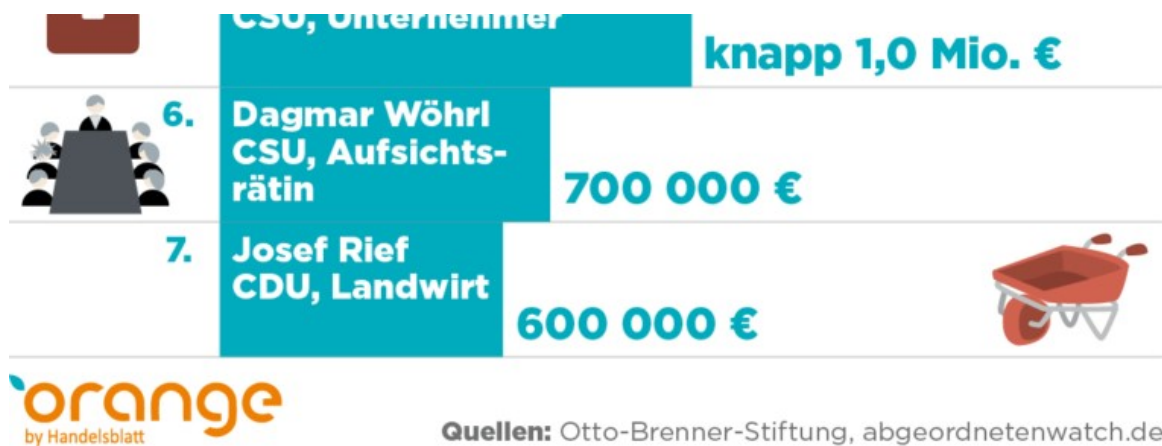 CSU, Unternehmer
knapp 1,0 Mio. €
6.
Dagmar Wöhrl
CSU, Aufsichts-
rätin
700 000 €
7.
Josef Rief
CDU, Landwirt
600 000 €
orange
by Handelsblatt
Quellen: Otto-Brenner-Stiftung, abgeordnetenwatch.de